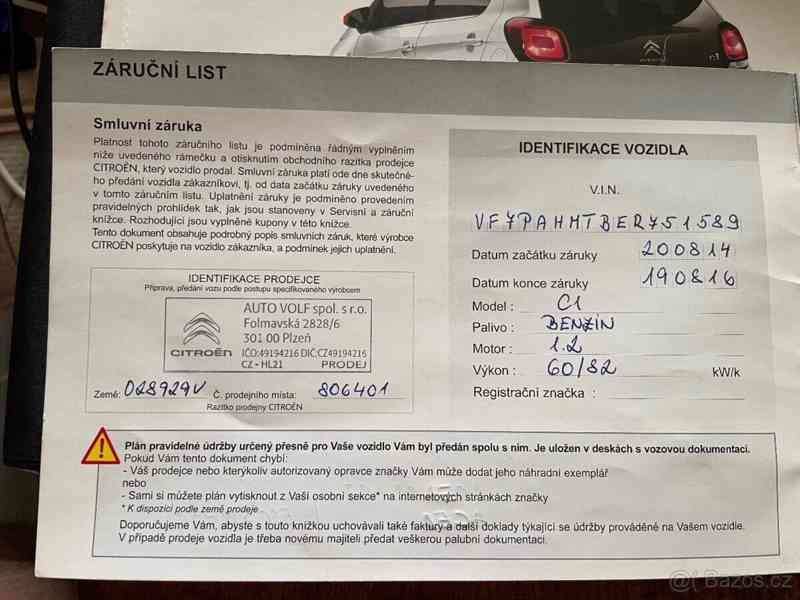 ZÁRUČNÍ LIST
Smluvní záruka
Platnost tohoto záručního listu je podmíněna řádným vyplněním
níže uvedeného rámečku a otisknutím obchodního razítka prodejce
CITROËN, který vozidlo prodal. Smluvní záruka platí ode dne skutečné-
ho předání vozidla zákazníkovi, tj. od data začátku záruky uvedeného
v tomto záručním listu. Uplatnění záruky je podmíněno provedením
pravidelných prohlídek tak, jak jsou stanoveny v Servisní a záruční
knížce. Rozhodující jsou vyplněné kupony v této knížce.
Tento dokument obsahuje podrobný popis smluvních záruk, které výrobce
CITROËN poskytuje na vozidlo zákazníka, a podmínek jejich uplatnění.
IDENTIFIKACE PRODEJCE
Příprava, předání vozu podle postupu specifikovaného výrobcem
AUTO VOLF spol. s r.o.
Folmavská 2828/6
301 00 Plzeň
CITROËN IČO:49194216 DIČ:CZ49194216
CZ - HL21 PRODEJ
Země: 028929V Č. prodejního místa: 806401
Razítko prodejny CITROËN
IDENTIFIKACE VOZIDLA
V.I.N.
VF7PAHMTBER751589
Datum začátku záruky 200814
Datum konce záruky 190816
Model : C1
Palivo : BENZÍN
Motor : 1.2
Výkon : 60/82 kW/k
Registrační značka :
Plán pravidelné údržby určený přesně pro Vaše vozidlo Vám byl předán spolu s ním. Je uložen v deskách s vozovou dokumentací.
Pokud Vám tento dokument chybí:
- Váš prodejce nebo kterýkoliv autorizovaný opravce značky Vám může dodat jeho náhradní exemplář
nebo
- Sami si můžete plán vytisknout z Vaší osobní sekce* na internetových stránkách značky
* K dispozici podle země prodeje .
Doporučujeme Vám, abyste s touto knížkou uchovávali také faktury a další doklady týkající se údržby prováděné na Vašem vozidle.
V případě prodeje vozidla je třeba novému majiteli předat veškerou palubní dokumentaci.
Bazos.cz